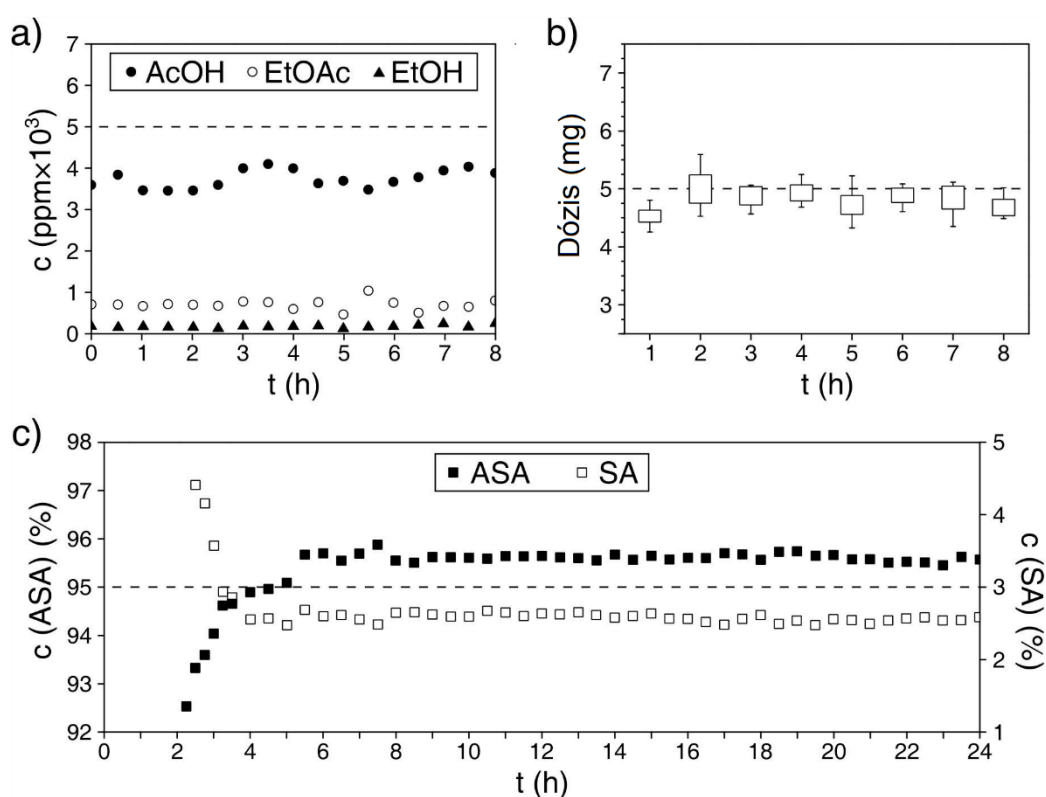 a)
7
6
5
4
3
2
1
0
c (ppm×10³)
AcOH EtOAc EtOH
0 1 2 3 4 5 6 7 8
t (h)
b)
7
6
5
4
3
Dózis (mg)
1 2 3 4 5 6 7 8
t (h)
c)
98
97
96
95
94
93
92
c (ASA) (%)
ASA SA
5
4
3
2
1
c (SA) (%)
0 2 4 6 8 10 12 14 16 18 20 22 24
t (h)